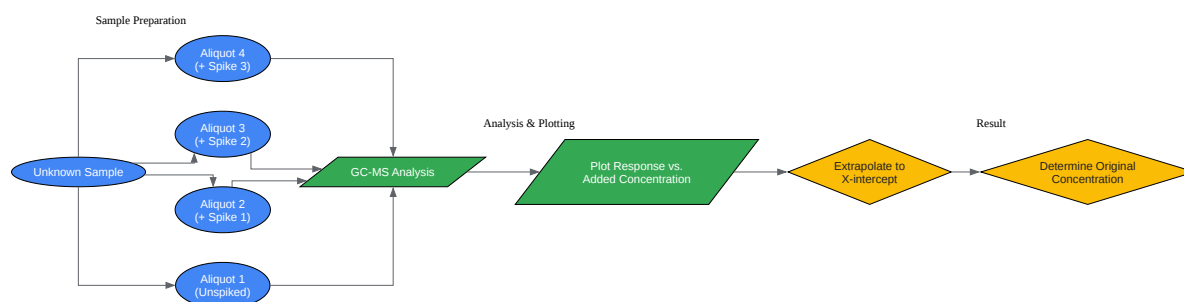 Sample Preparation
Aliquot 4
(+ Spike 3)
Aliquot 3
(+ Spike 2)
Unknown Sample
Aliquot 2
(+ Spike 1)
Aliquot 1
(Unspiked)
GC-MS Analysis
Analysis & Plotting
Plot Response vs.
Added Concentration
Result
Extrapolate to
X-intercept
Determine Original
Concentration